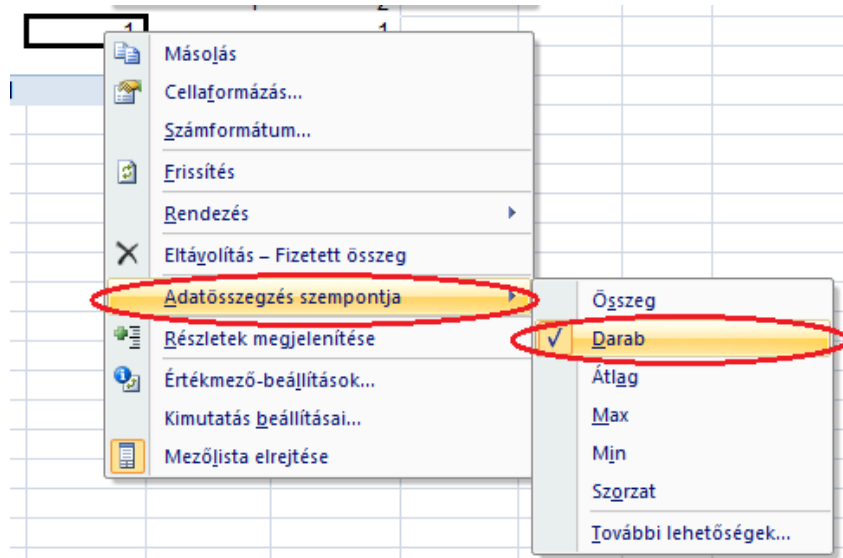 1 1
Másolás
Cellaformázás...
Számformátum...
Frissítés
Rendezés
Eltávolítás – Fizetett összeg
Adatösszegzés szempontja
Részletek megjelenítése
Értékmező-beállítások...
Kimutatás beállításai...
Mezőlista elrejtése
Összeg
Darab
Átlag
Max
Min
Szorzat
További lehetőségek...